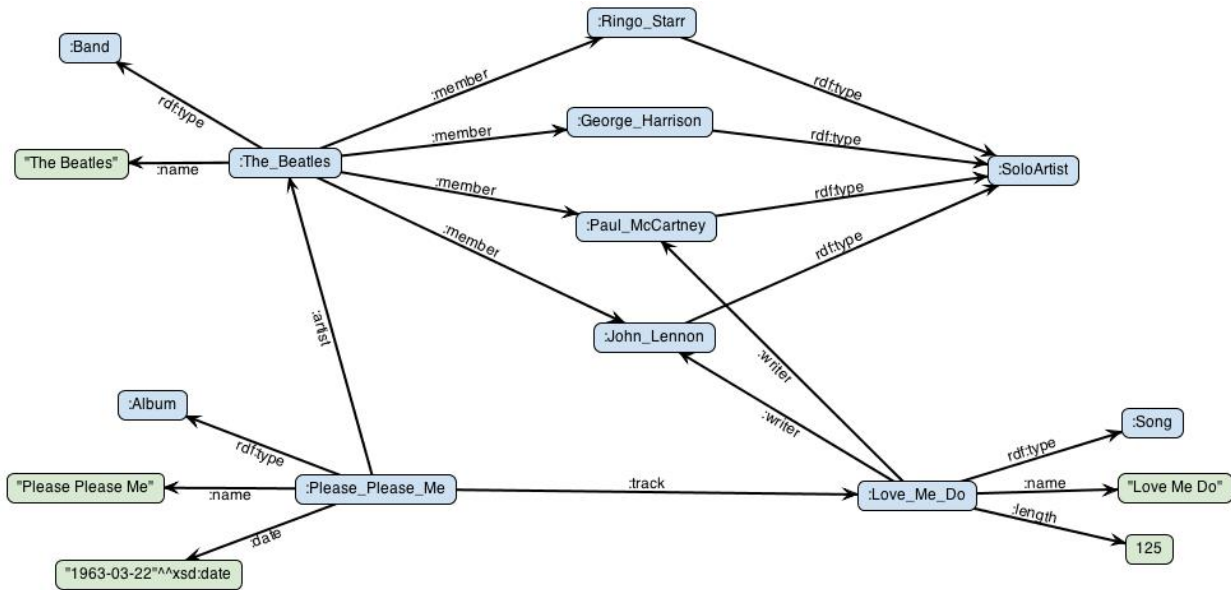 :Ringo_Starr
:Band
:member
rdf:type
rdf:type
:George_Harrison
:member
rdf:type
"The Beatles"
:name
:The_Beatles
:SoloArtist
:member
rdf:type
:Paul_McCartney
:member
rdf:type
:artist
:John_Lennon
:writer
:Album
:writer
:Song
rdf:type
rdf:type
"Please Please Me"
:name
:Please_Please_Me
:track
:Love_Me_Do
:name
"Love Me Do"
:length
:date
125
"1963-03-22"^^xsd:date